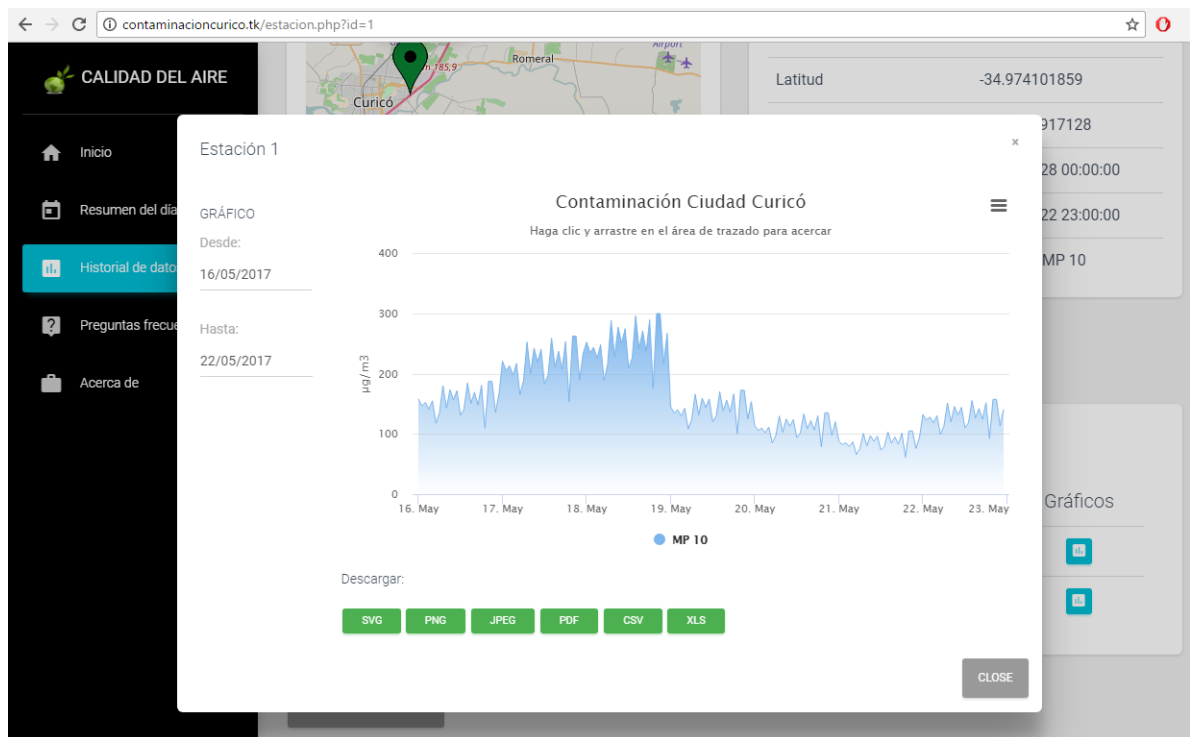 contaminacioncurico.tk/estacion.php?id=1
CALIDAD DEL AIRE
Inicio
Resumen del día
Historial de dato
Preguntas frecue
Acerca de
Romeral
Airport
Curicó
Latitud -34.974101859
917128
28 00:00:00
22 23:00:00
MP 10
Gráficos
Estación 1
×
GRÁFICO
Desde:
16/05/2017
Hasta:
22/05/2017
Contaminación Ciudad Curicó
Haga clic y arrastre en el área de trazado para acercar
µg/m3
400
300
200
100
0
16. May 17. May 18. May 19. May 20. May 21. May 22. May 23. May
MP 10
Descargar:
SVG PNG JPEG PDF CSV XLS
CLOSE